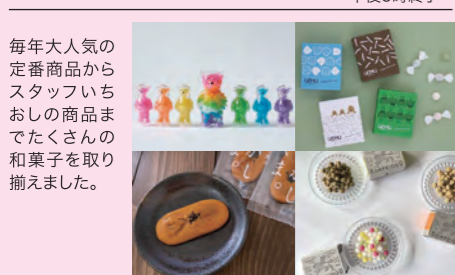 毎年大人気の
定番商品から
スタッフいち
おしの商品ま
でたくさんの
和菓子を取り
揃えました。